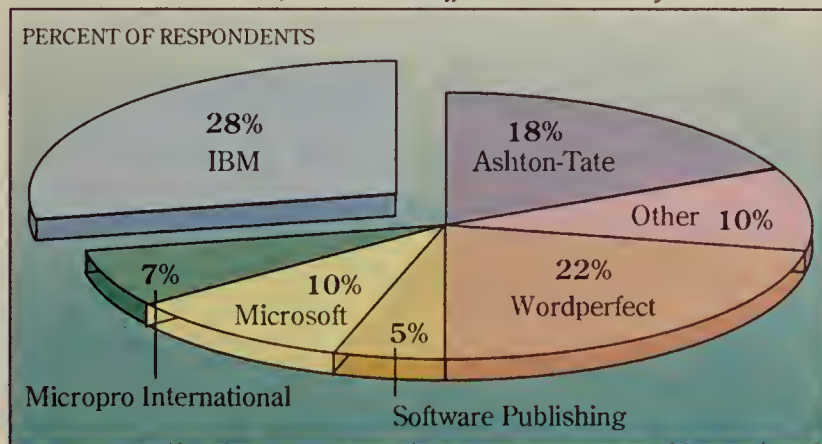 PERCENT OF RESPONDENTS
28%
IBM
18%
Ashton-Tate
Other 10%
22%
Wordperfect
5%
10%
Microsoft
7%
Micropro International
Software Publishing